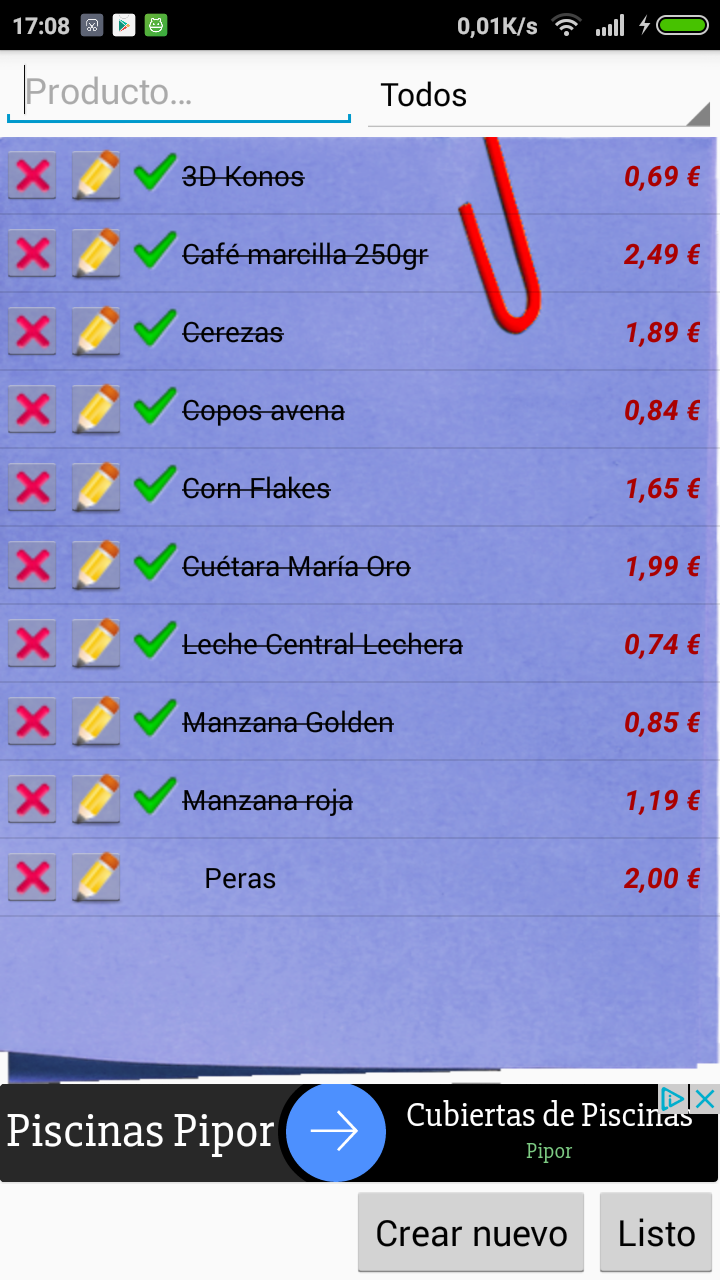 17:08 0,01K/s
Producto... Todos
3D Konos 0,69 €
Café marcilla 250gr 2,49 €
Cerezas 1,89 €
Copos avena 0,84 €
Corn Flakes 1,65 €
Cuétara María Oro 1,99 €
Leche Central Lechera 0,74 €
Manzana Golden 0,85 €
Manzana roja 1,19 €
Peras 2,00 €
Piscinas Pipor
Cubiertas de Piscinas
Pipor
Crear nuevo Listo